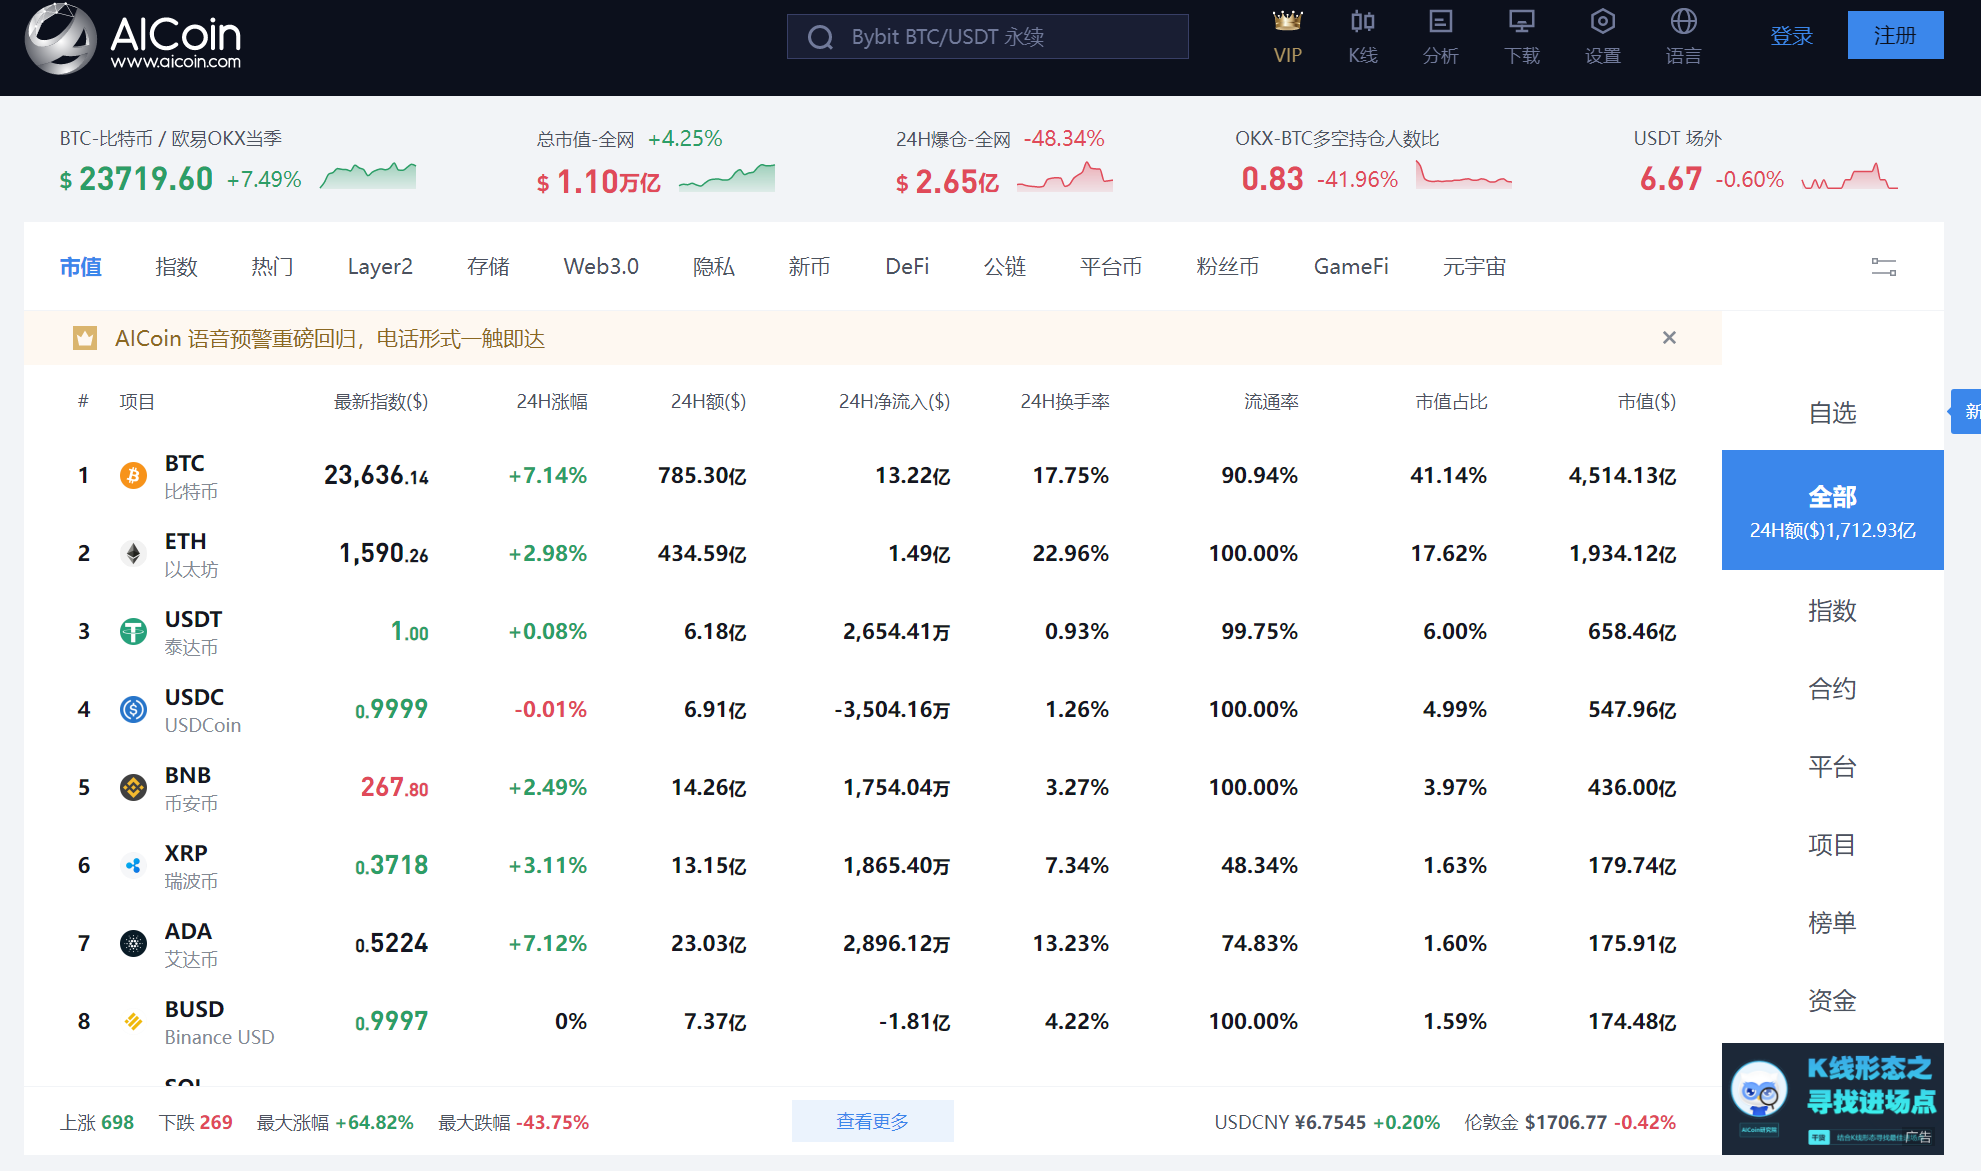 AICoin
www.aicoin.com
Bybit BTC/USDT 永续
VIP K线 分析 下载 设置 语言 登录 注册
BTC-比特币 / 欧易OKX当季
$ 23719.60 +7.49%
总市值-全网 +4.25%
$ 1.10万亿
24H爆仓-全网 -48.34%
$ 2.65亿
OKX-BTC多空持仓人数比
0.83 -41.96%
USDT 场外
6.67 -0.60%
市值 指数 热门 Layer2 存储 Web3.0 隐私 新币 DeFi 公链 平台币 粉丝币 GameFi 元宇宙
AICoin 语音预警重磅回归，电话形式一触即达 ×
# 项目 最新指数($) 24H涨幅 24H额($) 24H净流入($) 24H换手率 流通率 市值占比 市值($)
1 BTC 23,636.14 +7.14% 785.30亿 13.22亿 17.75% 90.94% 41.14% 4,514.13亿
比特币
2 ETH 1,590.26 +2.98% 434.59亿 1.49亿 22.96% 100.00% 17.62% 1,934.12亿
以太坊
3 USDT 1.00 +0.08% 6.18亿 2,654.41万 0.93% 99.75% 6.00% 658.46亿
泰达币
4 USDC 0.9999 -0.01% 6.91亿 -3,504.16万 1.26% 100.00% 4.99% 547.96亿
USDCoin
5 BNB 267.80 +2.49% 14.26亿 1,754.04万 3.27% 100.00% 3.97% 436.00亿
币安币
6 XRP 0.3718 +3.11% 13.15亿 1,865.40万 7.34% 48.34% 1.63% 179.74亿
瑞波币
7 ADA 0.5224 +7.12% 23.03亿 2,896.12万 13.23% 74.83% 1.60% 175.91亿
艾达币
8 BUSD 0.9997 0% 7.37亿 -1.81亿 4.22% 100.00% 1.59% 174.48亿
Binance USD
SOL
自选
新
全部
24H额($)1,712.93亿
指数
合约
平台
项目
榜单
资金
K线形态之
寻找进场点
AICoin研究院
广告
上涨 698 下跌 269 最大涨幅 +64.82% 最大跌幅 -43.75% 查看更多 USDCNY ¥6.7545 +0.20% 伦敦金 $1706.77 -0.42%